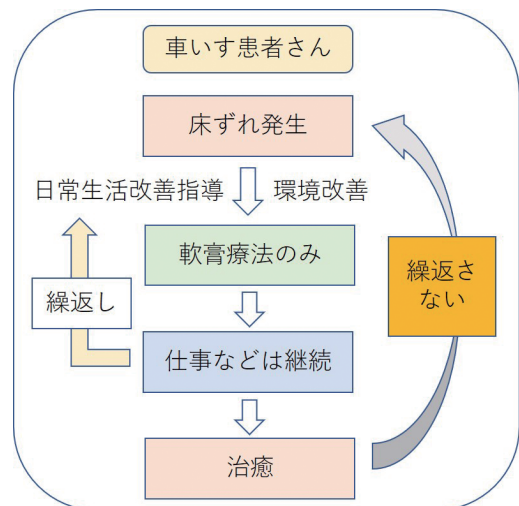 車いす患者さん
床ずれ発生
日常生活改善指導
環境改善
軟膏療法のみ
繰返し
繰返さ
ない
仕事などは継続
治癒